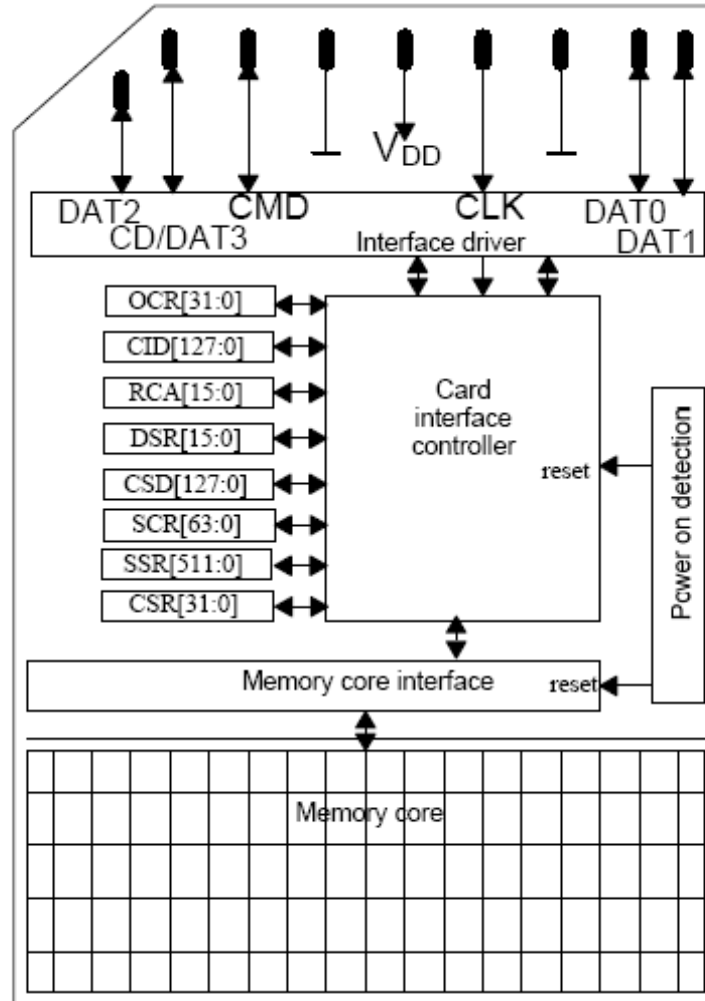 VDD
DAT2 CMD CLK DAT0
CD/DAT3 Interface driver DAT1
OCR[31:0]
CID[127:0]
RCA[15:0]
DSR[15:0]
CSD[127:0]
SCR[63:0]
SSR[511:0]
CSR[31:0]
Card
interface
controller
reset
Power on detection
Memory core interface reset
Memory core